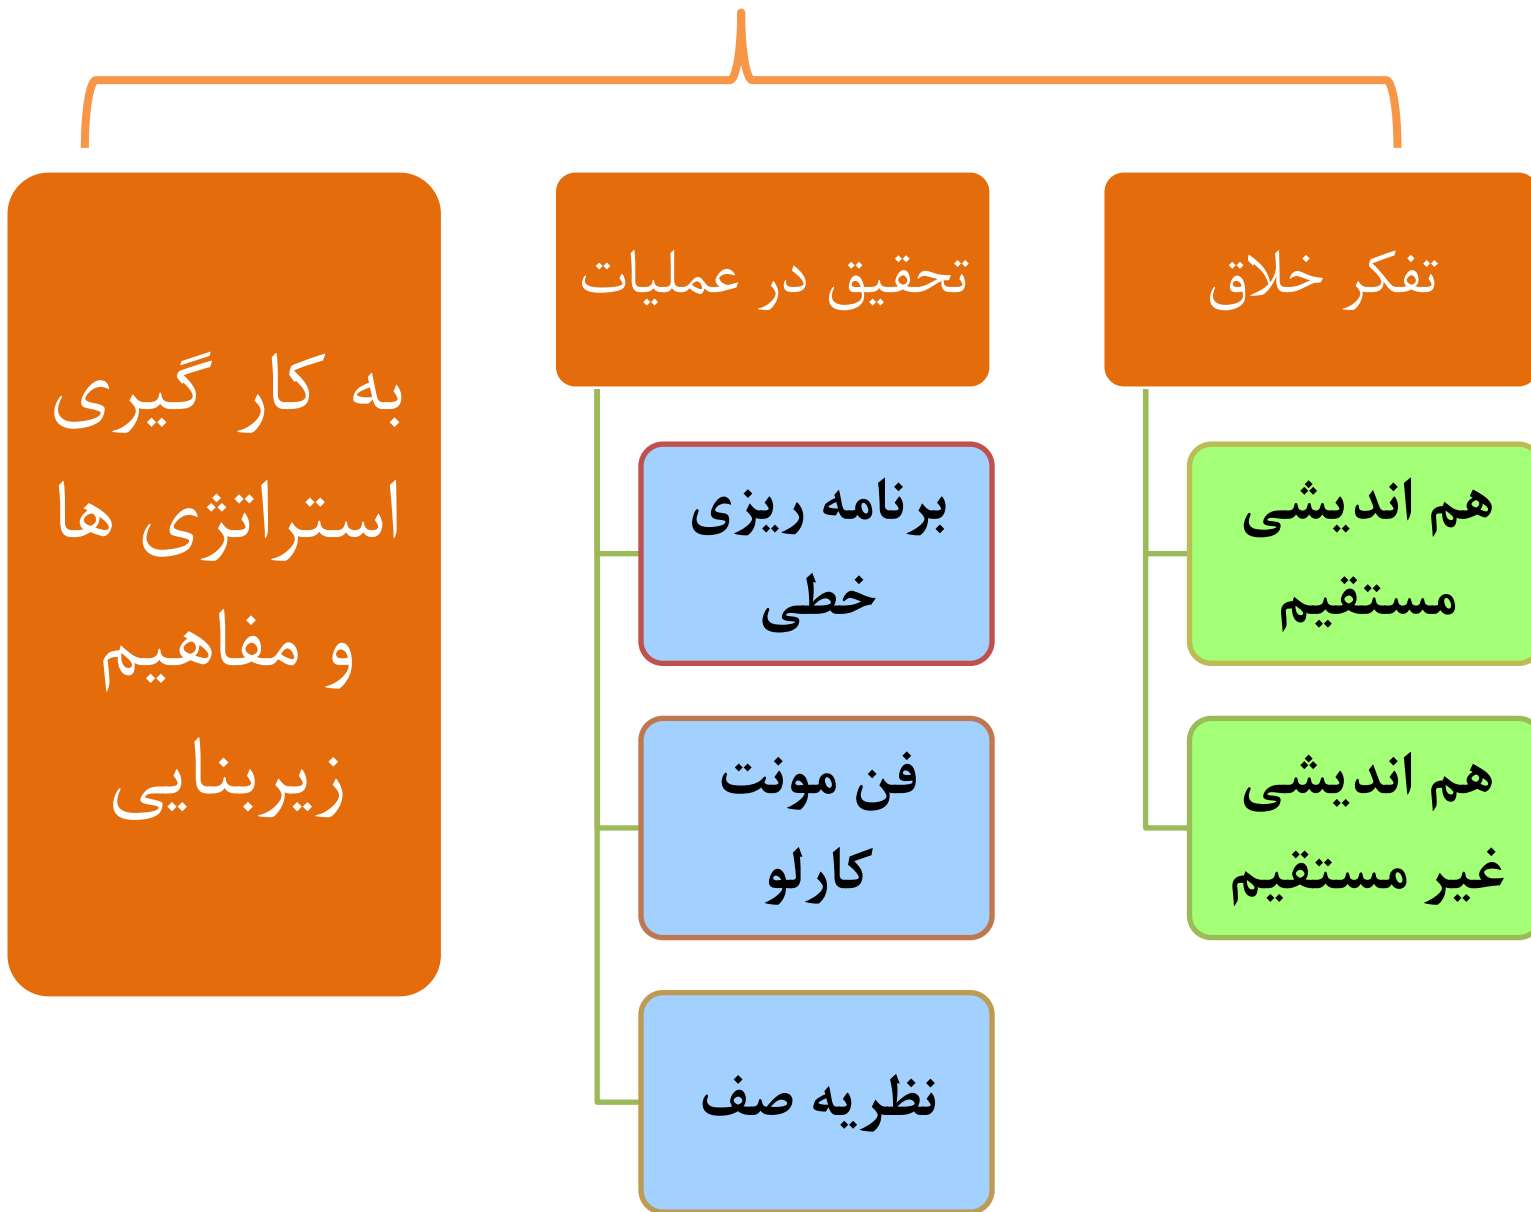 تفکر خلاق
هم اندیشی
مستقیم
هم اندیشی
غیر مستقیم
تحقیق در عملیات
برنامه ریزی
خطی
فن مونت
کارلو
نظریه صف
به کار گیری
استراتژی ها
و مفاهیم
زیربنایی